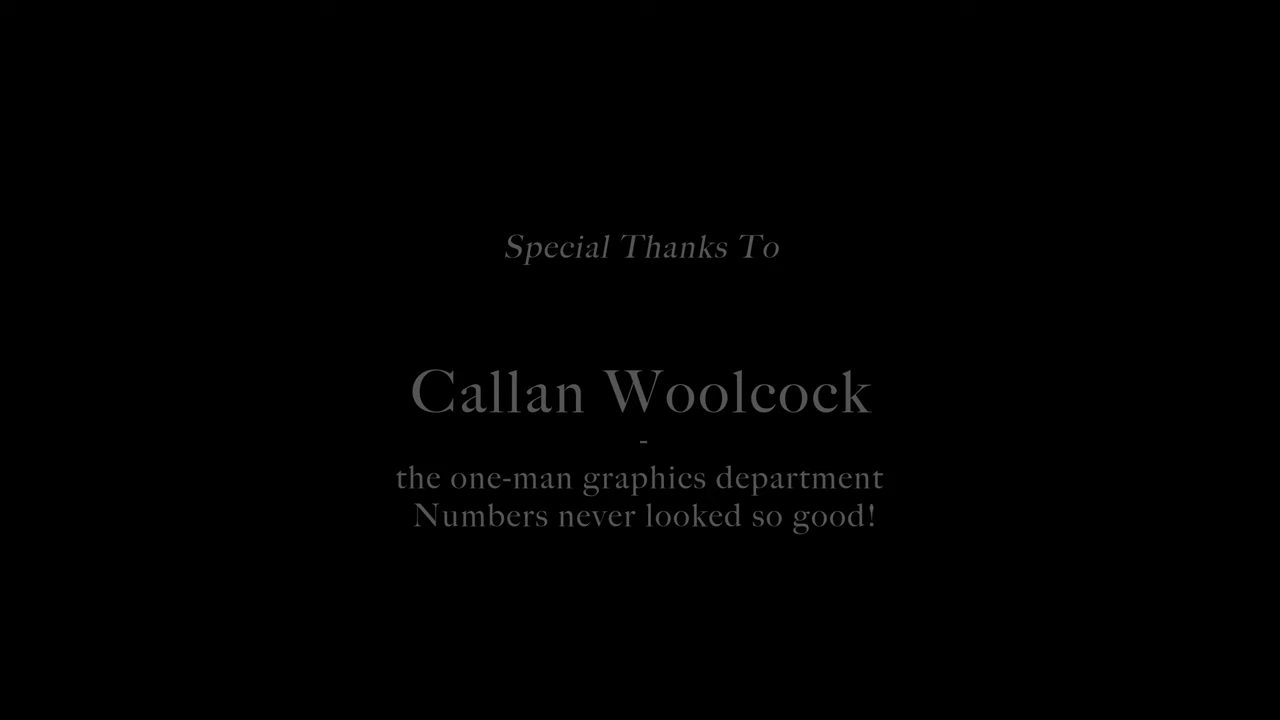 Special Thanks To
Callan Woolcock
-
the one-man graphics department
Numbers never looked so good!